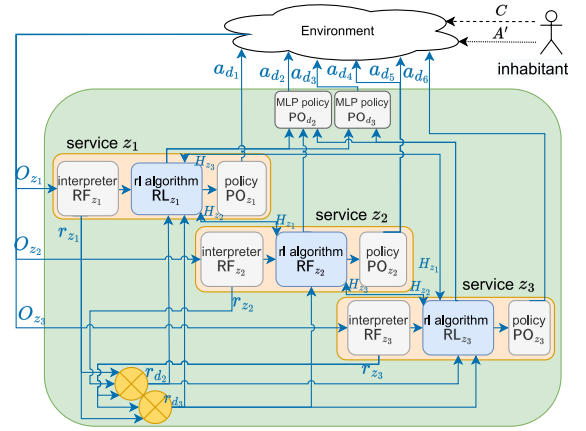 Environment
C
A′
inhabitant
a_{d_1} a_{d_2} a_{d_3} a_{d_4} a_{d_5} a_{d_6}
MLP policy
PO_{d_2}
MLP policy
PO_{d_3}
service z_1
O_{z_1}
interpreter
RF_{z_1}
rl algorithm
RL_{z_1}
policy
PO_{z_1}
H_{z_3}
H_{z_2}
r_{z_1}
service z_2
H_{z_1}
O_{z_2}
interpreter
RF_{z_2}
rl algorithm
RF_{z_2}
policy
PO_{z_2}
H_{z_1}
H_{z_3}
H_{z_2}
r_{z_2}
service z_3
O_{z_3}
interpreter
RF_{z_3}
rl algorithm
RL_{z_3}
policy
PO_{z_3}
r_{z_3}
r_{d_2}
r_{d_3}